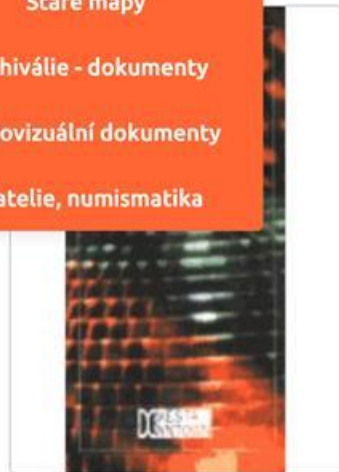 Staré mapy
hiválie - dokumenty
ovizuální dokumenty
atelie, numismatika